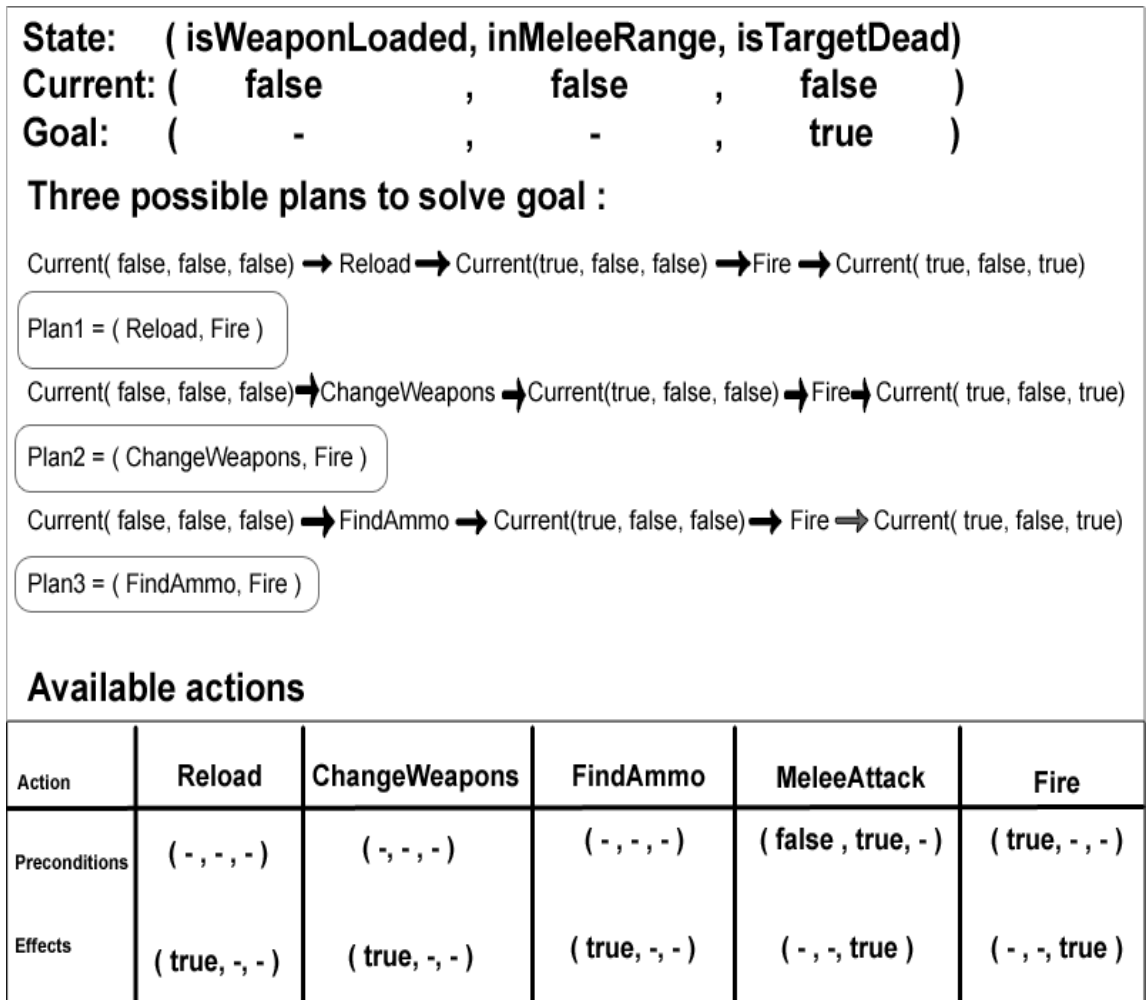 State: ( isWeaponLoaded, inMeleeRange, isTargetDead)
Current: ( false , false , false )
Goal: ( - , - , true )
Three possible plans to solve goal :
Current( false, false, false) → Reload → Current(true, false, false) → Fire → Current( true, false, true)
Plan1 = ( Reload, Fire )
Current( false, false, false) → ChangeWeapons → Current(true, false, false) → Fire → Current( true, false, true)
Plan2 = ( ChangeWeapons, Fire )
Current( false, false, false) → FindAmmo → Current(true, false, false) → Fire → Current( true, false, true)
Plan3 = ( FindAmmo, Fire )
Available actions
Action Reload ChangeWeapons FindAmmo MeleeAttack Fire
Preconditions ( - , - , - ) ( -, - , - ) ( - , - , - ) ( false , true, - ) ( true, - , - )
Effects ( true, -, - ) ( true, -, - ) ( true, -, - ) ( - , -, true ) ( - , -, true )